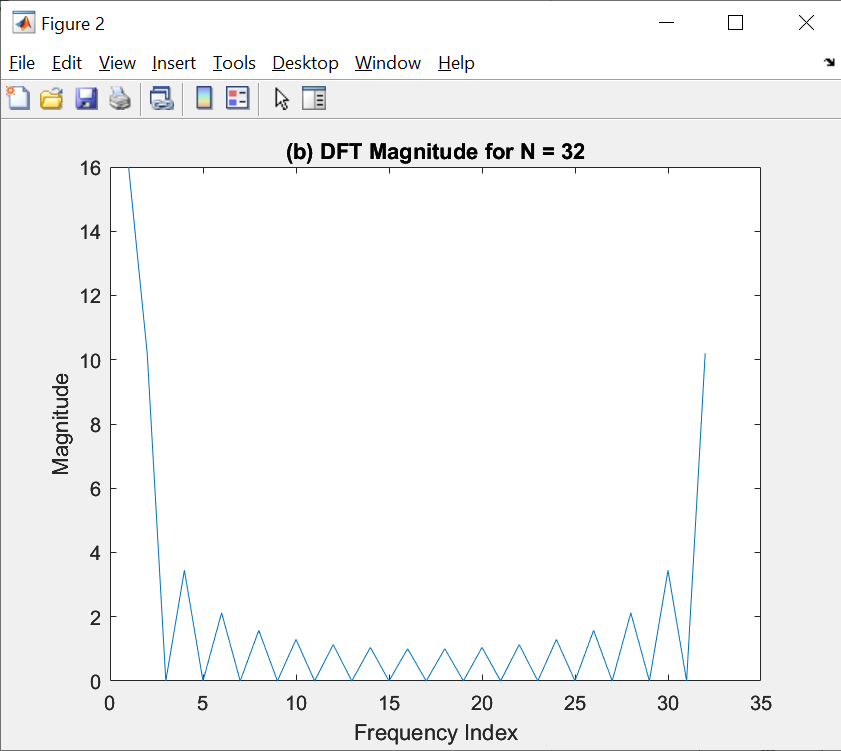 Figure 2
File Edit View Insert Tools Desktop Window Help
(b) DFT Magnitude for N = 32
16
14
12
10
8
6
4
2
0
Magnitude
0 5 10 15 20 25 30 35
Frequency Index